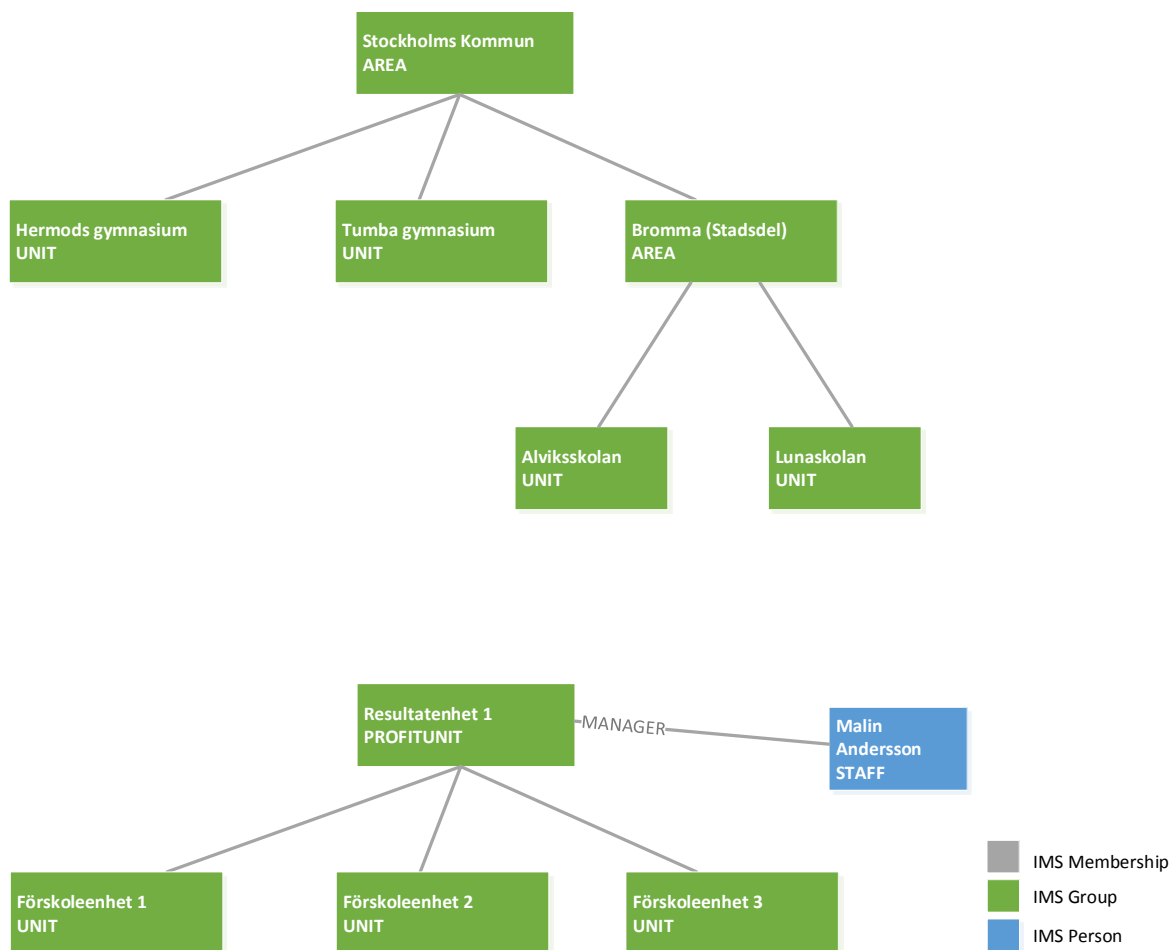 Stockholms Kommun
AREA
Hermods gymnasium
UNIT
Tumba gymnasium
UNIT
Bromma (Stadsdel)
AREA
Alviksskolan
UNIT
Lunaskolan
UNIT
Resultatenhet 1
PROFITUNIT
MANAGER
Malin
Andersson
STAFF
Förskoleenhet 1
UNIT
Förskoleenhet 2
UNIT
Förskoleenhet 3
UNIT
IMS Membership
IMS Group
IMS Person